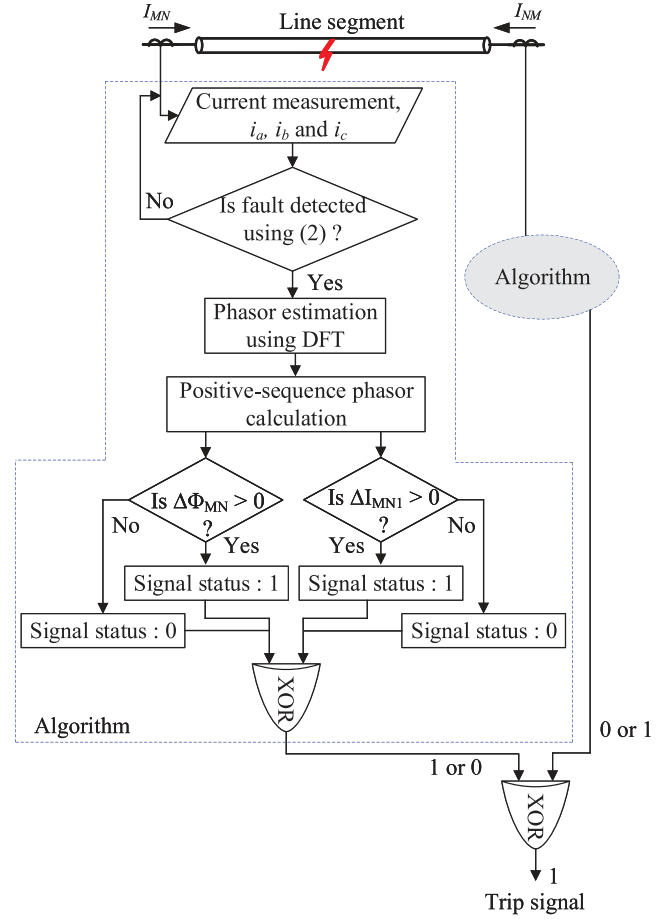 I_MN
Line segment
I_NM
Current measurement,
i_a, i_b and i_c
No
Is fault detected
using (2) ?
Yes
Algorithm
Phasor estimation
using DFT
Positive-sequence phasor
calculation
Is ΔΦ_MN > 0
?
Is ΔI_MN1 > 0
?
No
Yes
Yes
No
Signal status : 1
Signal status : 1
Signal status : 0
Signal status : 0
XOR
Algorithm
0 or 1
1 or 0
XOR
1
Trip signal